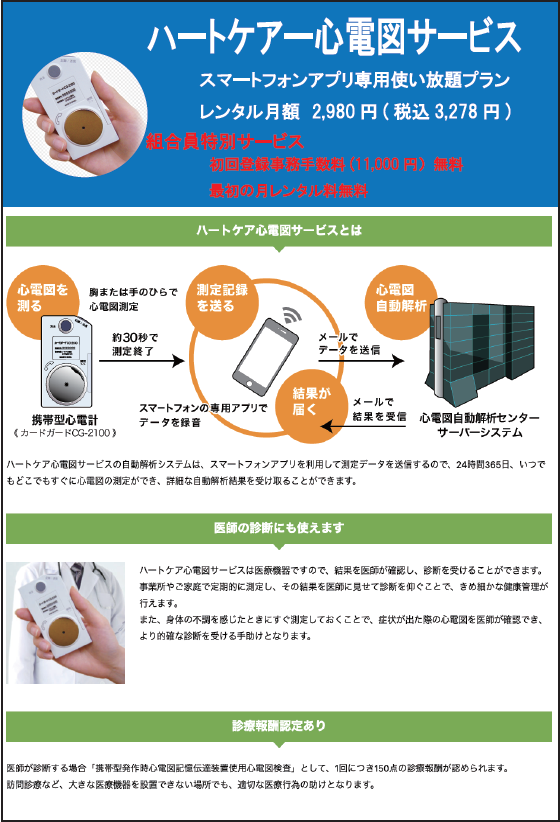 ハートケアー心電図サービス
スマートフォンアプリ専用使い放題プラン
レンタル月額 2,980 円 ( 税込 3,278 円 )
組合員特別サービス
初回登録事務手数料 (11,000 円) 無料
最初の月レンタル料無料
ハートケア心電図サービスとは
心電図を
測る
胸または手のひらで
心電図測定
約30秒で
測定終了
携帯型心電計
《 カードガードCG-2100 》
測定記録
を送る
スマートフォンの専用アプリで
データを録音
メールで
データを送信
結果が
届く
メールで
結果を受信
心電図
自動解析
心電図自動解析センター
サーバーシステム
ハートケア心電図サービスの自動解析システムは、スマートフォンアプリを利用して測定データを送信するので、24時間365日、いつで
もどこでもすぐに心電図の測定ができ、詳細な自動解析結果を受け取ることができます。
医師の診断にも使えます
ハートケア心電図サービスは医療機器ですので、結果を医師が確認し、診断を受けることができます。
事業所やご家庭で定期的に測定し、その結果を医師に見せて診断を仰ぐことで、きめ細かな健康管理が
行えます。
また、身体の不調を感じたときにすぐ測定しておくことで、症状が出た際の心電図を医師が確認でき、
より的確な診断を受ける手助けとなります。
診療報酬認定あり
医師が診断する場合「携帯型発作時心電図記憶伝達装置使用心電図検査」として、1回につき150点の診療報酬が認められます。
訪問診療など、大きな医療機器を設置できない場所でも、適切な医療行為の助けとなります。